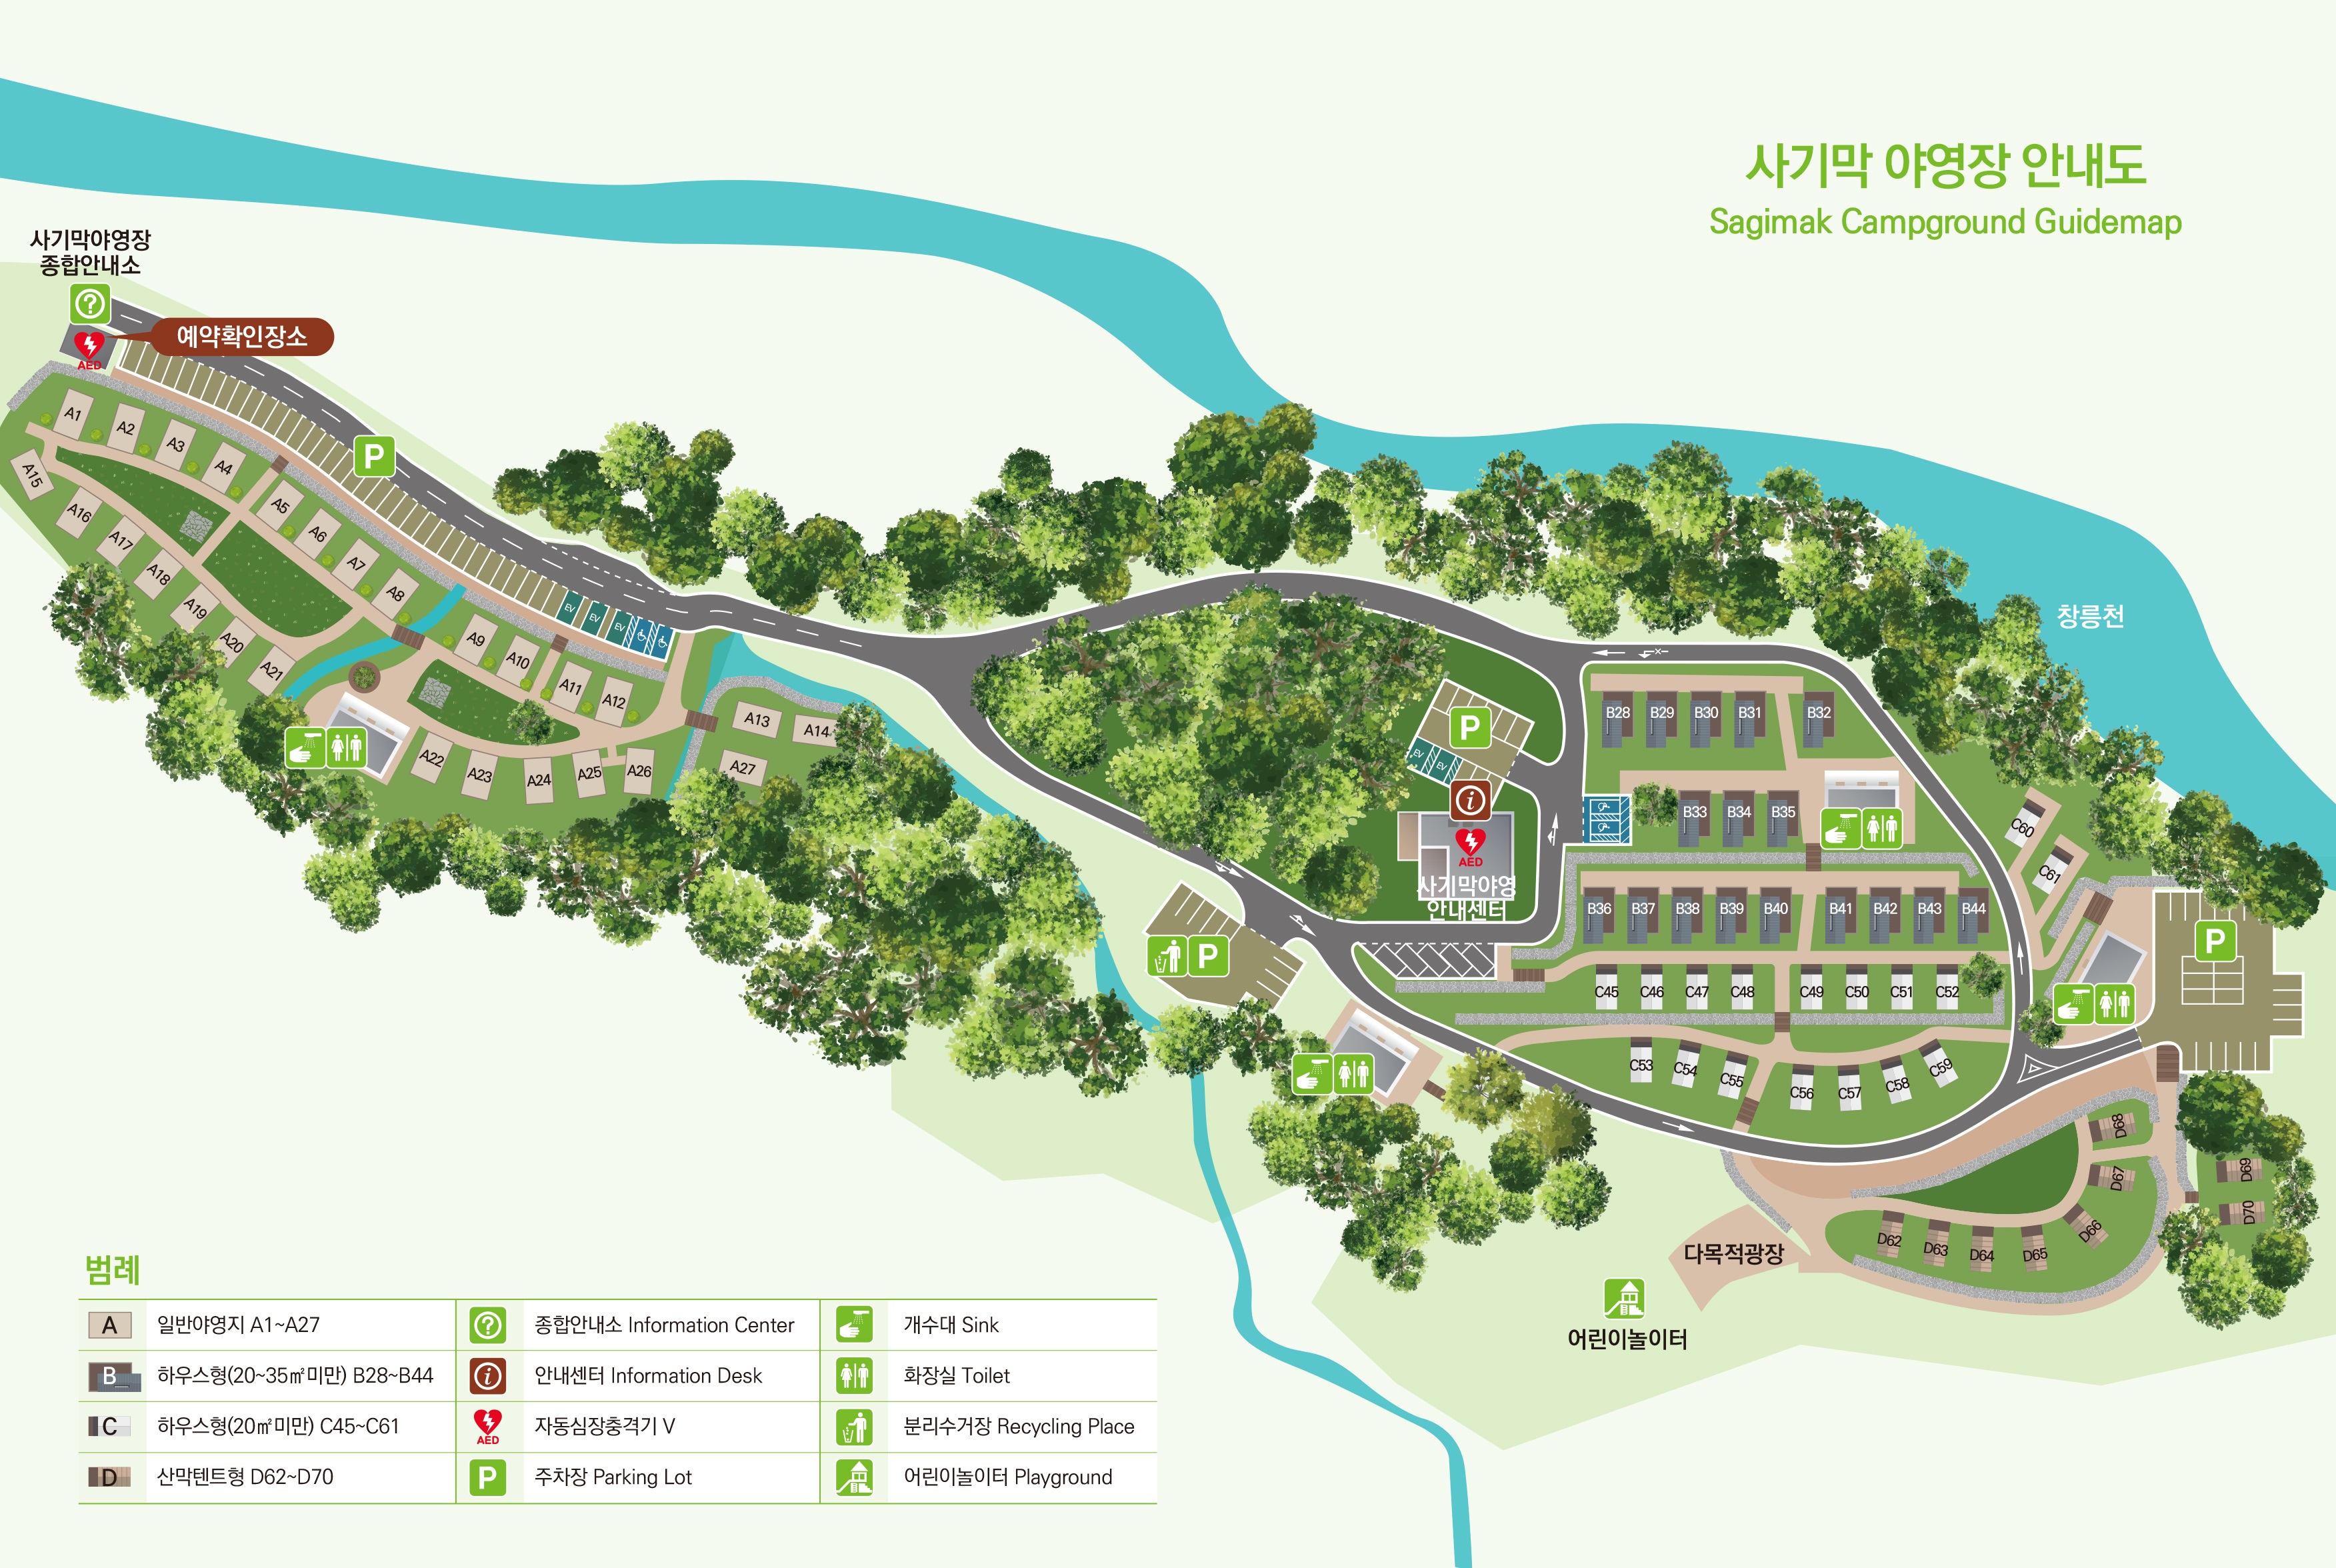 사기막 야영장 안내도
Sagimak Campground Guidemap
사기막야영장
종합안내소
?
AED
예약확인장소
P
A1
A2
A3
A4
A5
A6
A7
A8
A9
A10
A11
A12
A13
A14
A15
A16
A17
A18
A19
A20
A21
A22
A23
A24
A25
A26
A27
EV
EV
EV
창릉천
P
EV
EV
i
AED
사기막야영
안내센터
P
B28
B29
B30
B31
B32
B33
B34
B35
B36
B37
B38
B39
B40
B41
B42
B43
B44
C45
C46
C47
C48
C49
C50
C51
C52
C53
C54
C55
C56
C57
C58
C59
C60
C61
P
D62
D63
D64
D65
D66
D67
D68
D69
D70
다목적광장
어린이놀이터
범례
A 일반야영지 A1~A27
? 종합안내소 Information Center
개수대 Sink
B 하우스형(20~35㎡미만) B28~B44
i 안내센터 Information Desk
화장실 Toilet
C 하우스형(20㎡미만) C45~C61
AED 자동심장충격기 V
분리수거장 Recycling Place
D 산막텐트형 D62~D70
P 주차장 Parking Lot
어린이놀이터 Playground